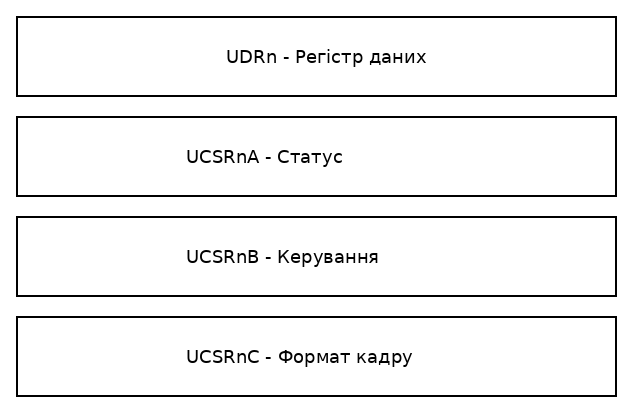 UDRn - Регістр даних
UCSRnA - Статус
UCSRnB - Керування
UCSRnC - Формат кадру